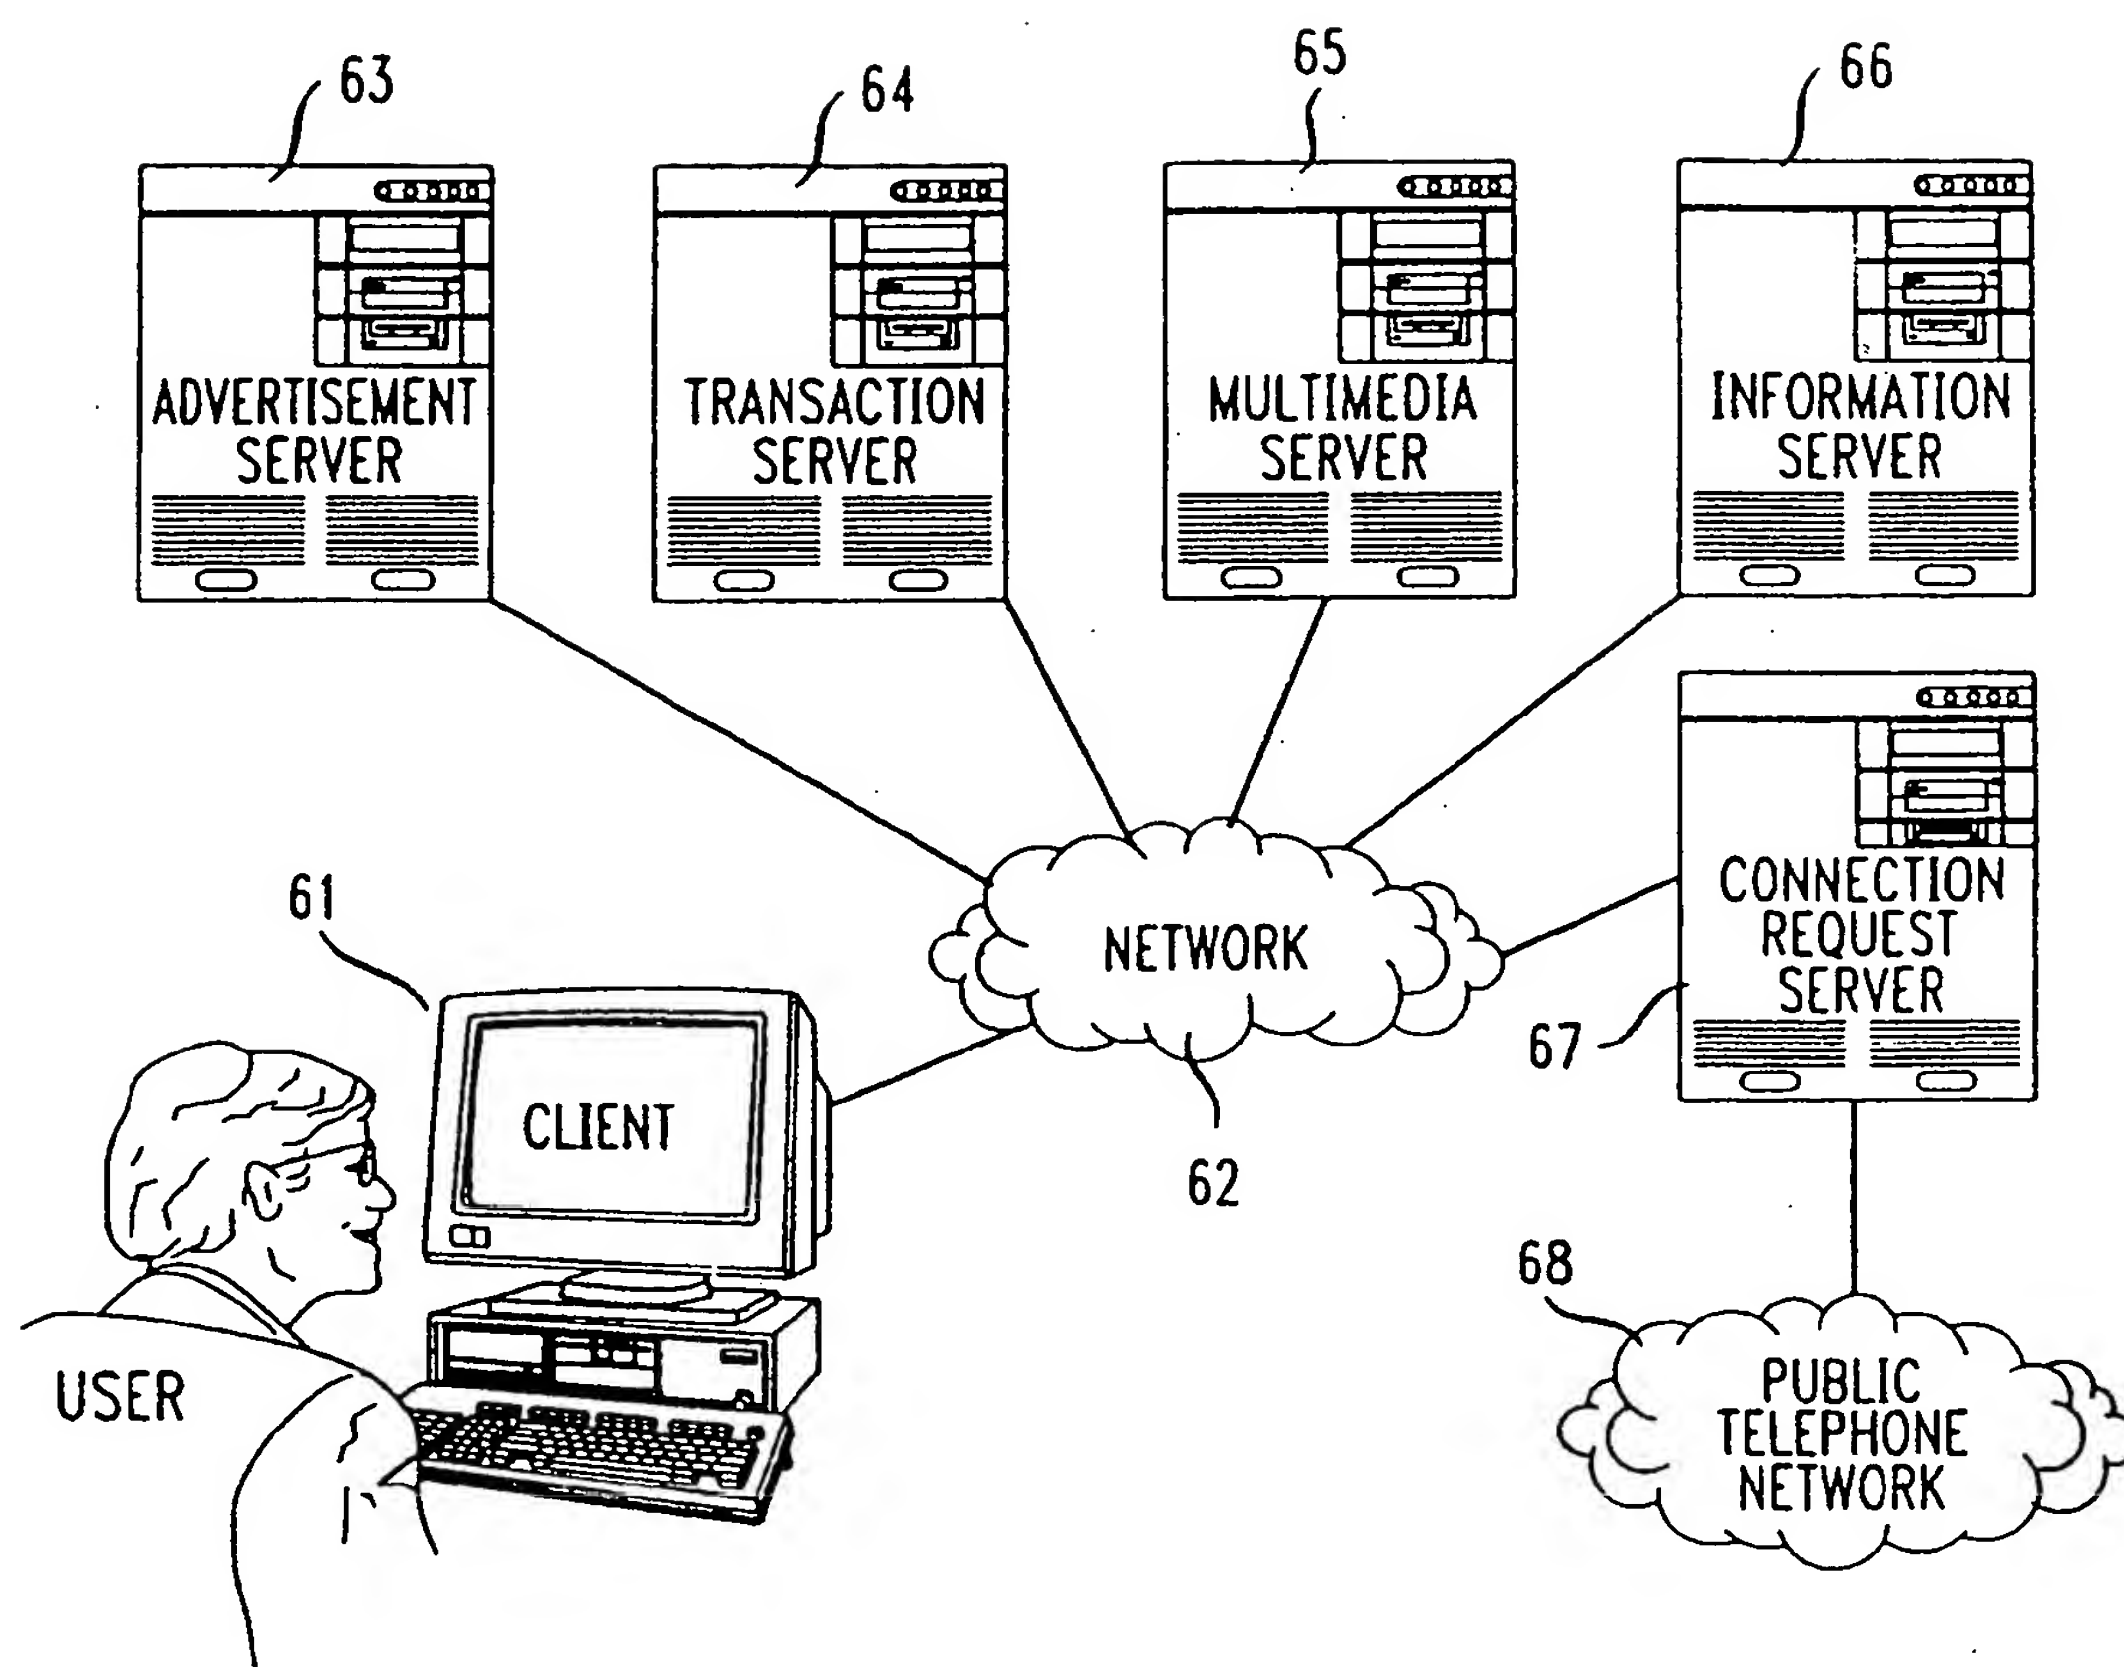 63
64
65
66
ADVERTISEMENT
SERVER
TRANSACTION
SERVER
MULTIMEDIA
SERVER
INFORMATION
SERVER
CONNECTION
REQUEST
SERVER
67
NETWORK
62
61
CLIENT
USER
68
PUBLIC
TELEPHONE
NETWORK